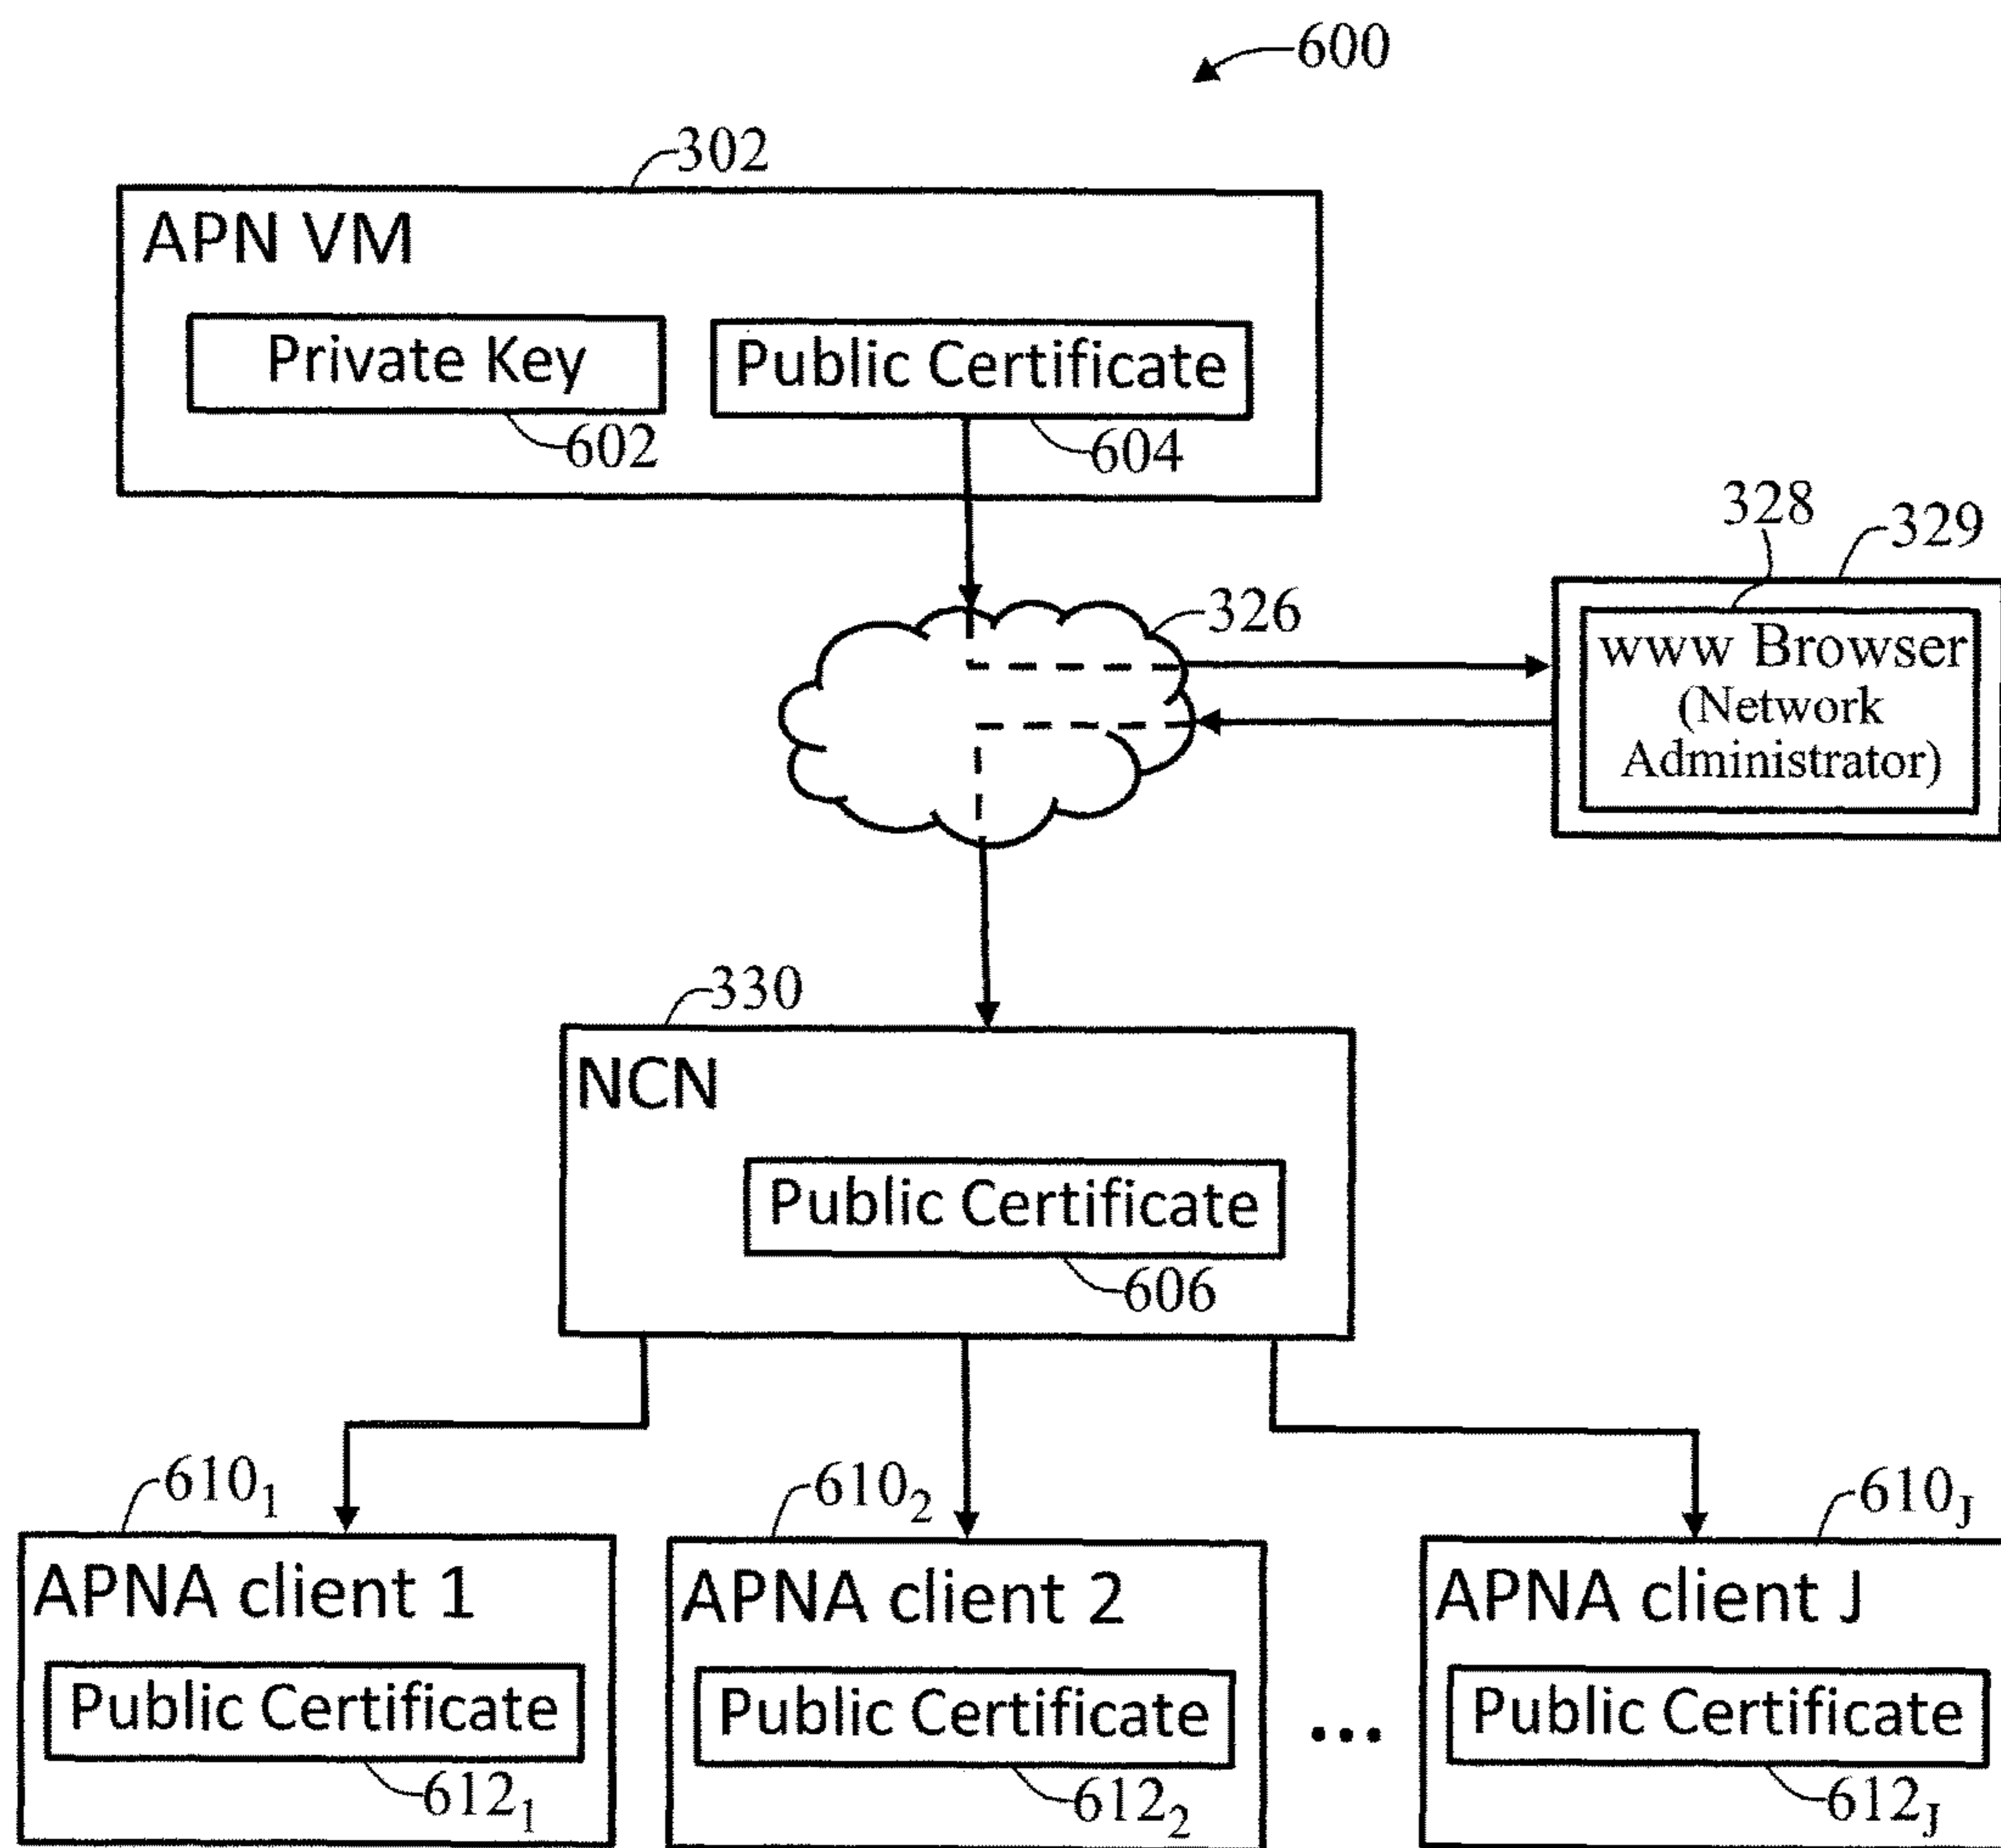 600
302
APN VM
Private Key
Public Certificate
602
604
328
329
326
www Browser
(Network
Administrator)
330
NCN
Public Certificate
606
610₁
610₂
610J
APNA client 1
APNA client 2
APNA client J
Public Certificate
Public Certificate
...
Public Certificate
612₁
612₂
612J